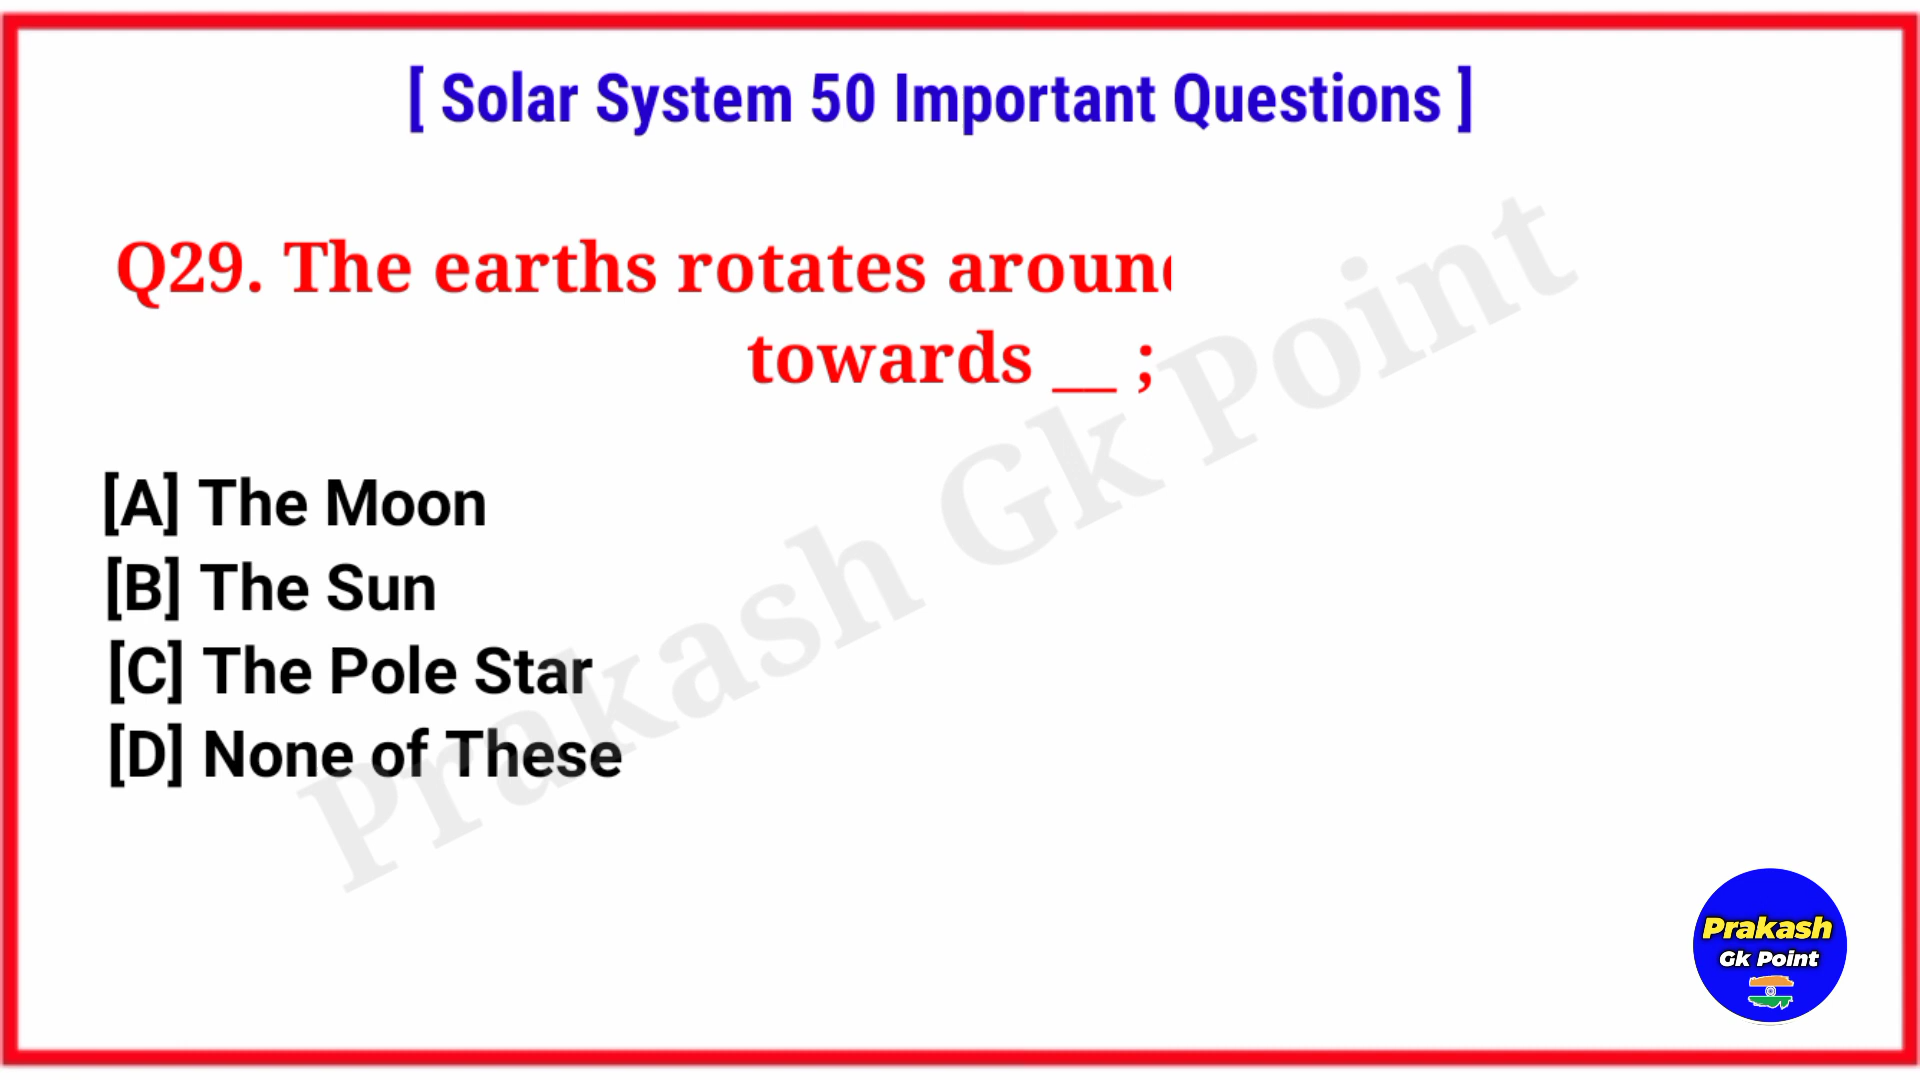 [ Solar System 50 Important Questions ]
Q29. The earths rotates
towards __ ;
[A] The Moon
[B] The Sun
[C] The Pole Star
[D] None of These
Prakash Gk Point
Prakash
Gk Point